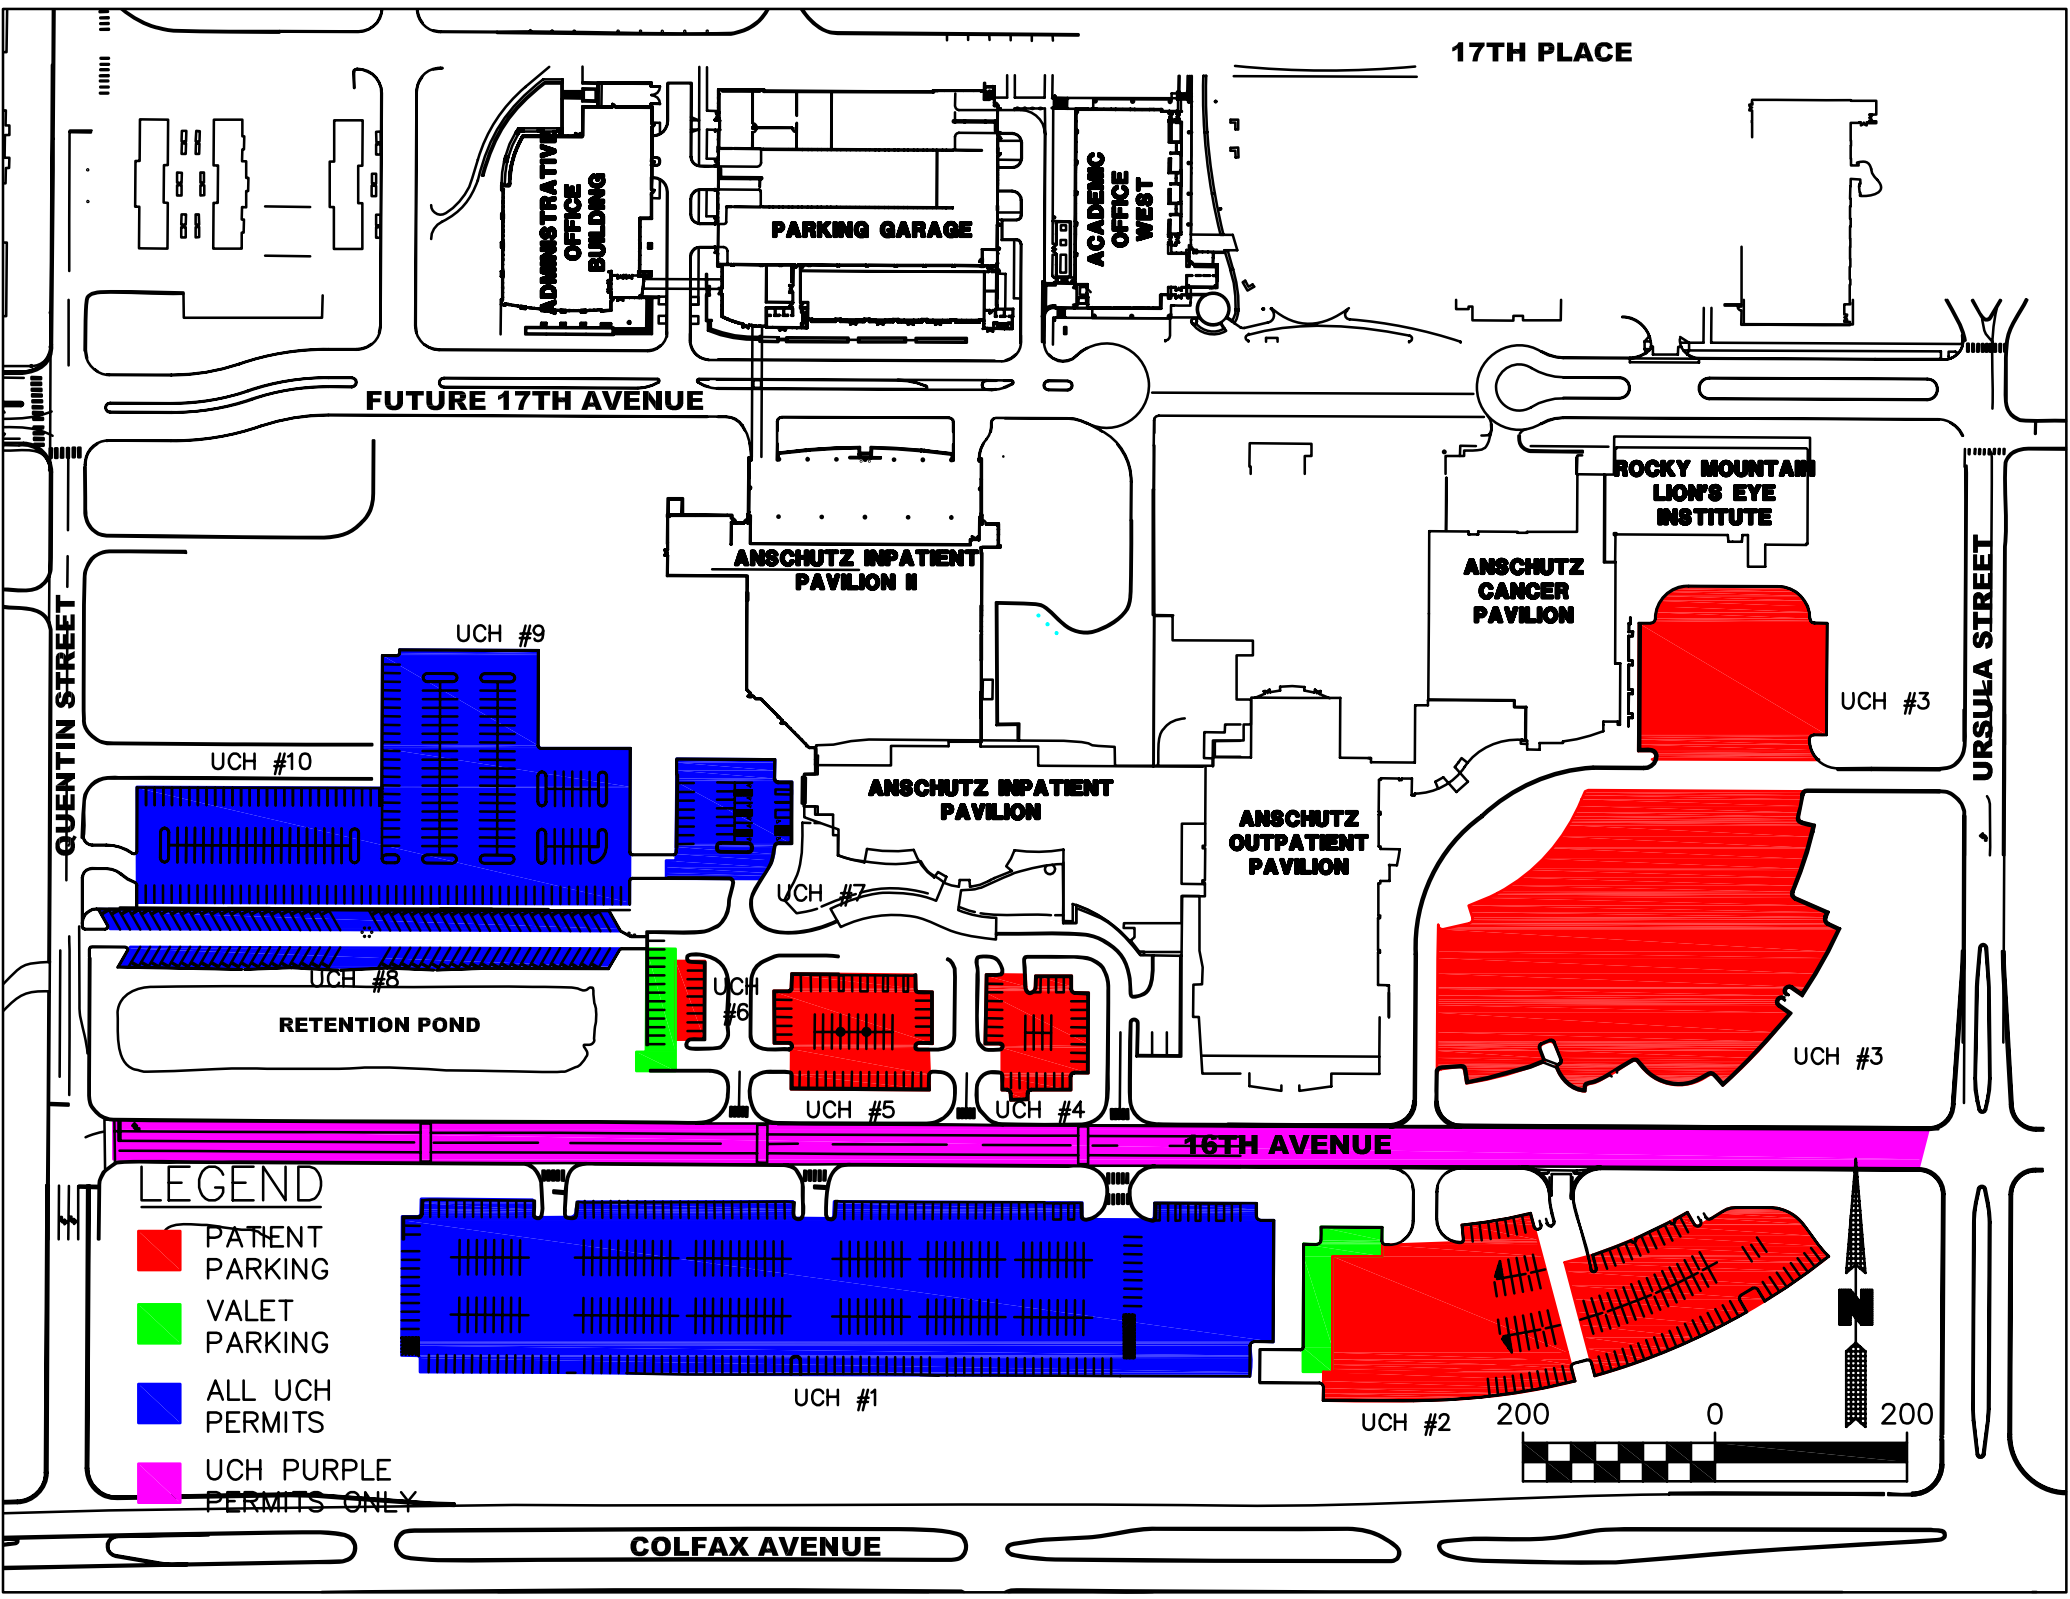 17TH PLACE
ADMINISTRATIVE
OFFICE
BUILDING
PARKING GARAGE
ACADEMIC
OFFICE
WEST
FUTURE 17TH AVENUE
ROCKY MOUNTAIN
LION'S EYE
INSTITUTE
ANSCHUTZ INPATIENT
PAVILION II
ANSCHUTZ
CANCER
PAVILION
QUENTIN STREET
URSULA STREET
UCH #9
UCH #3
UCH #10
ANSCHUTZ INPATIENT
PAVILION
ANSCHUTZ
OUTPATIENT
PAVILION
UCH #7
UCH #8
UCH
#6
RETENTION POND
UCH #3
UCH #5
UCH #4
16TH AVENUE
LEGEND
PATIENT
PARKING
VALET
PARKING
ALL UCH
PERMITS
UCH PURPLE
PERMITS ONLY
UCH #1
UCH #2
N
200 0 200
COLFAX AVENUE